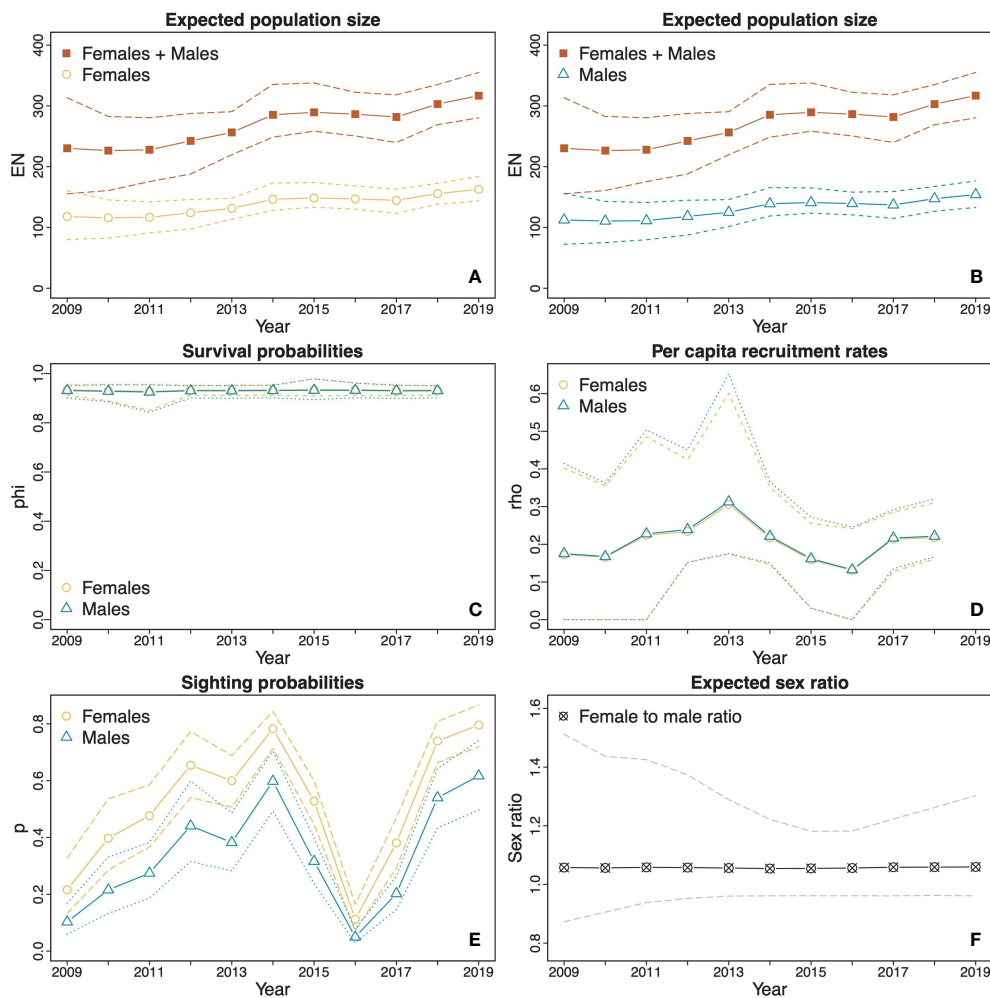 Expected population size
Females + Males
Females
EN
0
100
200
300
400
A
2009 2011 2013 2015 2017 2019
Year
Expected population size
Females + Males
Males
EN
0
100
200
300
400
B
2009 2011 2013 2015 2017 2019
Year
Survival probabilities
phi
0.0
0.2
0.4
0.6
0.8
1.0
Females
Males
C
2009 2011 2013 2015 2017 2019
Year
Per capita recruitment rates
Females
Males
rho
0.0
0.1
0.2
0.3
0.4
0.5
0.6
D
2009 2011 2013 2015 2017 2019
Year
Sighting probabilities
Females
Males
p
0.0
0.2
0.4
0.6
0.8
E
2009 2011 2013 2015 2017 2019
Year
Expected sex ratio
Female to male ratio
Sex ratio
0.8
1.0
1.2
1.4
1.6
F
2009 2011 2013 2015 2017 2019
Year